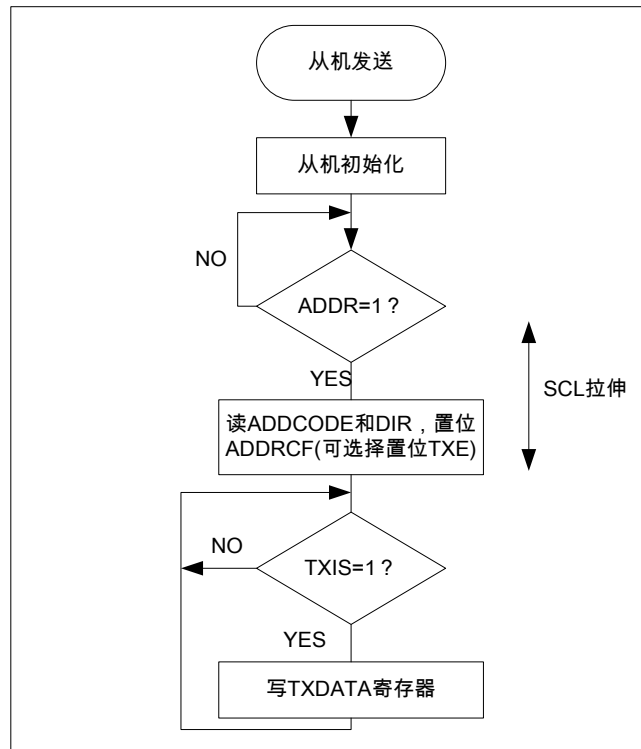 从机发送
从机初始化
NO
ADDR=1？
YES
SCL拉伸
读ADDCODE和DIR，置位
ADDRCF(可选择置位TXE)
NO
TXIS=1？
YES
写TXDATA寄存器